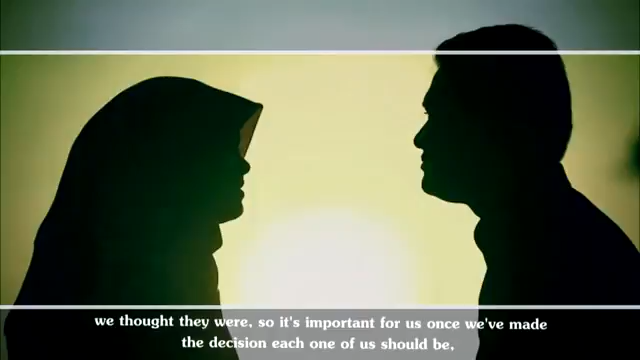 we thought they were, so it's important for us once we've made
the decision each one of us should be,